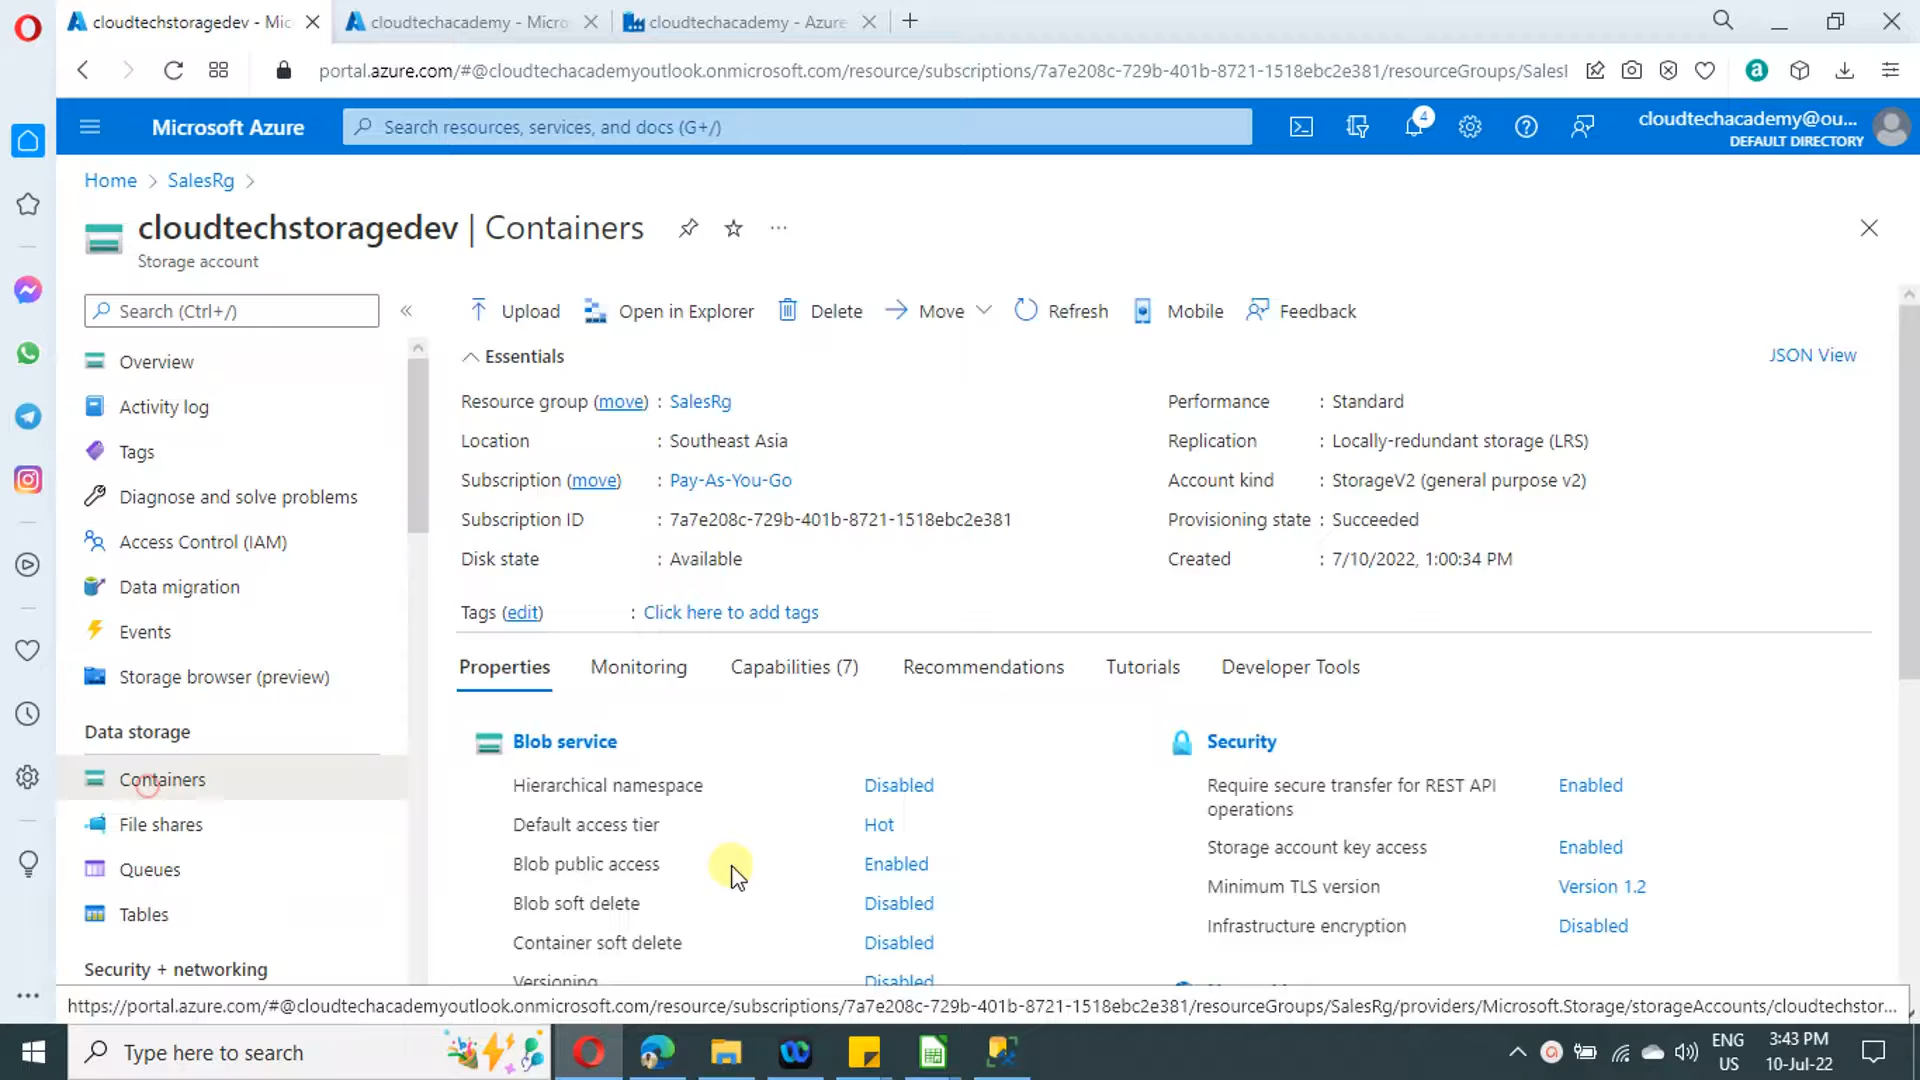 cloudtechstoragedev - Mic
cloudtechacademy - Micro
cloudtechacademy - Azure
portal.azure.com/#@cloudtechacademyoutlook.onmicrosoft.com/resource/subscriptions/7a7e208c-729b-401b-8721-1518ebc2e381/resourceGroups/SalesI
Microsoft Azure
Search resources, services, and docs (G+/)
4
cloudtechacademy@ou...
DEFAULT DIRECTORY
Home > SalesRg >
cloudtechstoragedev | Containers
Storage account
Search (Ctrl+/)
Upload
Open in Explorer
Delete
Move
Refresh
Mobile
Feedback
Overview
Activity log
Tags
Diagnose and solve problems
Access Control (IAM)
Data migration
Events
Storage browser (preview)
Data storage
Containers
File shares
Queues
Tables
Security + networking
Essentials
JSON View
Resource group (move) : SalesRg
Location : Southeast Asia
Subscription (move) : Pay-As-You-Go
Subscription ID : 7a7e208c-729b-401b-8721-1518ebc2e381
Disk state : Available
Performance : Standard
Replication : Locally-redundant storage (LRS)
Account kind : StorageV2 (general purpose v2)
Provisioning state : Succeeded
Created : 7/10/2022, 1:00:34 PM
Tags (edit) : Click here to add tags
Properties
Monitoring
Capabilities (7)
Recommendations
Tutorials
Developer Tools
Blob service
Hierarchical namespace Disabled
Default access tier Hot
Blob public access Enabled
Blob soft delete Disabled
Container soft delete Disabled
Versioning Disabled
Security
Require secure transfer for REST API operations Enabled
Storage account key access Enabled
Minimum TLS version Version 1.2
Infrastructure encryption Disabled
https://portal.azure.com/#@cloudtechacademyoutlook.onmicrosoft.com/resource/subscriptions/7a7e208c-729b-401b-8721-1518ebc2e381/resourceGroups/SalesRg/providers/Microsoft.Storage/storageAccounts/cloudtechstor...
Type here to search
ENG
US
3:43 PM
10-Jul-22